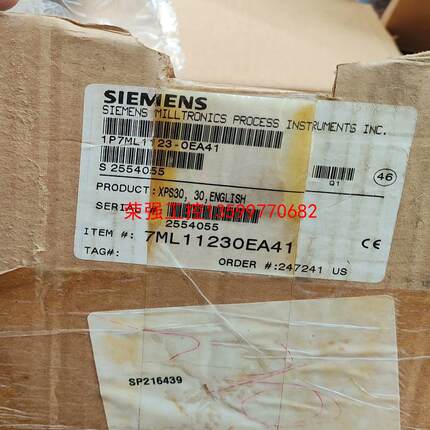 SIEMENS
SIEMENS MILLTRONICS PROCESS INSTRUMENTS INC.
1P7ML1123-0EA41
S 2554055
Q1
46
PRODUCT: XPS30, 30, ENGLISH
SERIAL
2554055
ITEM #: 7ML11230EA41
CE
TAG#:
ORDER #:247241 US
SP216439